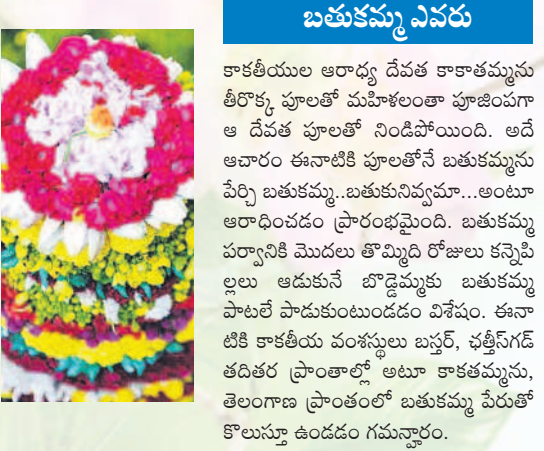 బతుకమ్మ ఎవరు
కాకతీయుల ఆరాధ్య దేవత కాకాతమ్మను
తీరొక్క పూలతో మహిళలంతా పూజింపగా
ఆ దేవత పూలతో నిండిపోయింది. అదే
ఆచారం ఈనాటికి పూలతోనే బతుకమ్మను
పేర్చి బతుకమ్మ..బతుకునివ్వమా...అంటూ
ఆరాధించడం ప్రారంభమైంది. బతుకమ్మ
పర్వానికి మొదలు తొమ్మిది రోజులు కన్నెపి
ల్లలు ఆడుకునే బొడ్డెమ్మకు బతుకమ్మ
పాటలే పాడుకుంటుండడం విశేషం. ఈనా
టికి కాకతీయ వంశస్థులు బస్తర్, ఛత్తీస్‌గడ్
తదితర ప్రాంతాల్లో అటూ కాకతమ్మను,
తెలంగాణ ప్రాంతంలో బతుకమ్మ పేరుతో
కొలుస్తూ ఉండడం గమన్హారం.